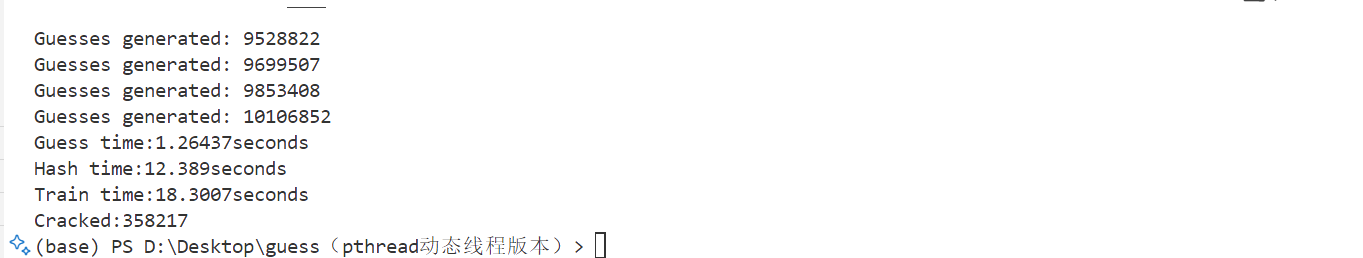 Guesses generated: 9528822
Guesses generated: 9699507
Guesses generated: 9853408
Guesses generated: 10106852
Guess time:1.26437seconds
Hash time:12.389seconds
Train time:18.3007seconds
Cracked:358217
(base) PS D:\Desktop\guess（pthread动态线程版本）>